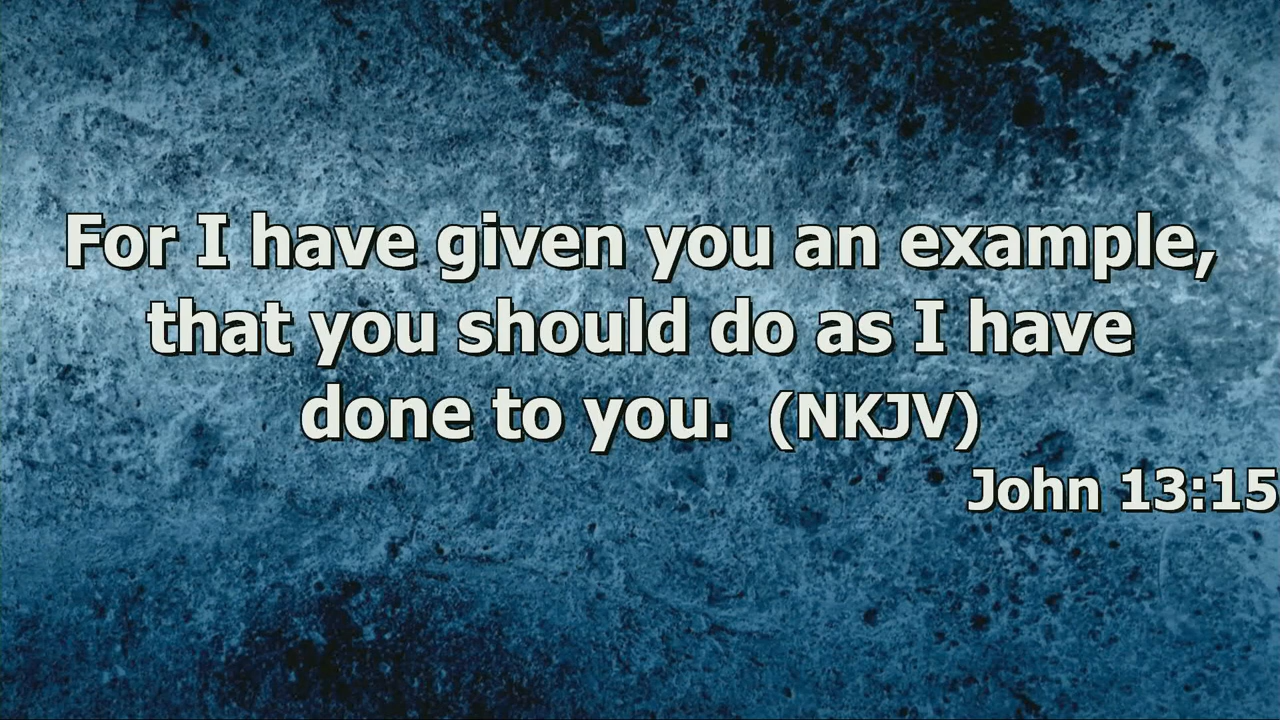 For I have given you an example,
that you should do as I have
done to you. (NKJV)
John 13:15